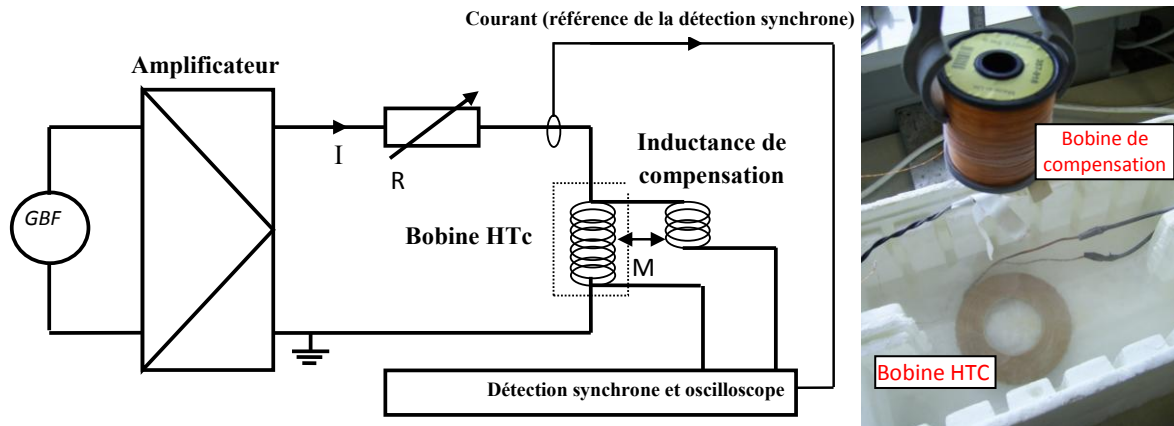 Courant (référence de la détection synchrone)
Amplificateur
I
R
GBF
Inductance de
compensation
Bobine HTc
M
Détection synchrone et oscilloscope
Bobine de
compensation
Bobine HTC